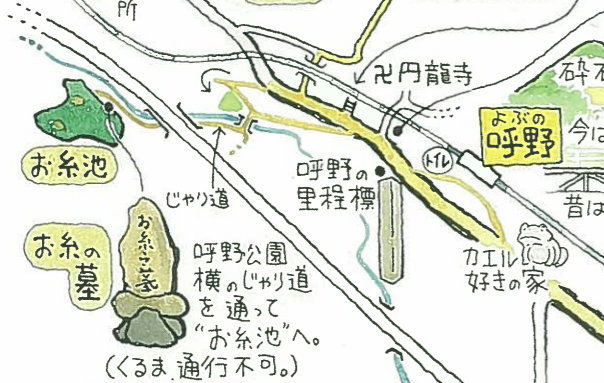 所
卍円龍寺
砕石
よぶの
呼野
今は
トイレ
お糸池
じゃり道
呼野の
里程標
昔は
お糸の
墓
お糸之墓
呼野公園
横のじゃり道
を通って
“お糸池”へ。
(くるま、通行不可。)
カエル
好きの家